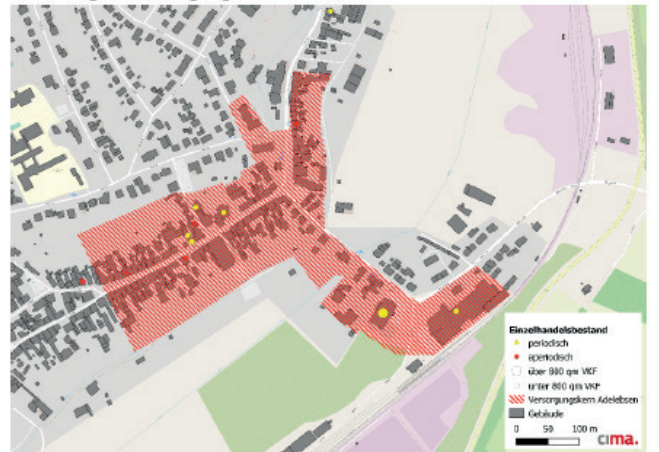 Einzelhandelsbestand
periodisch
aperiodisch
über 800 qm VKF
unter 800 qm VKF
Versorgungskern Adelebsen
Gebäude
0 50 100 m
cima.